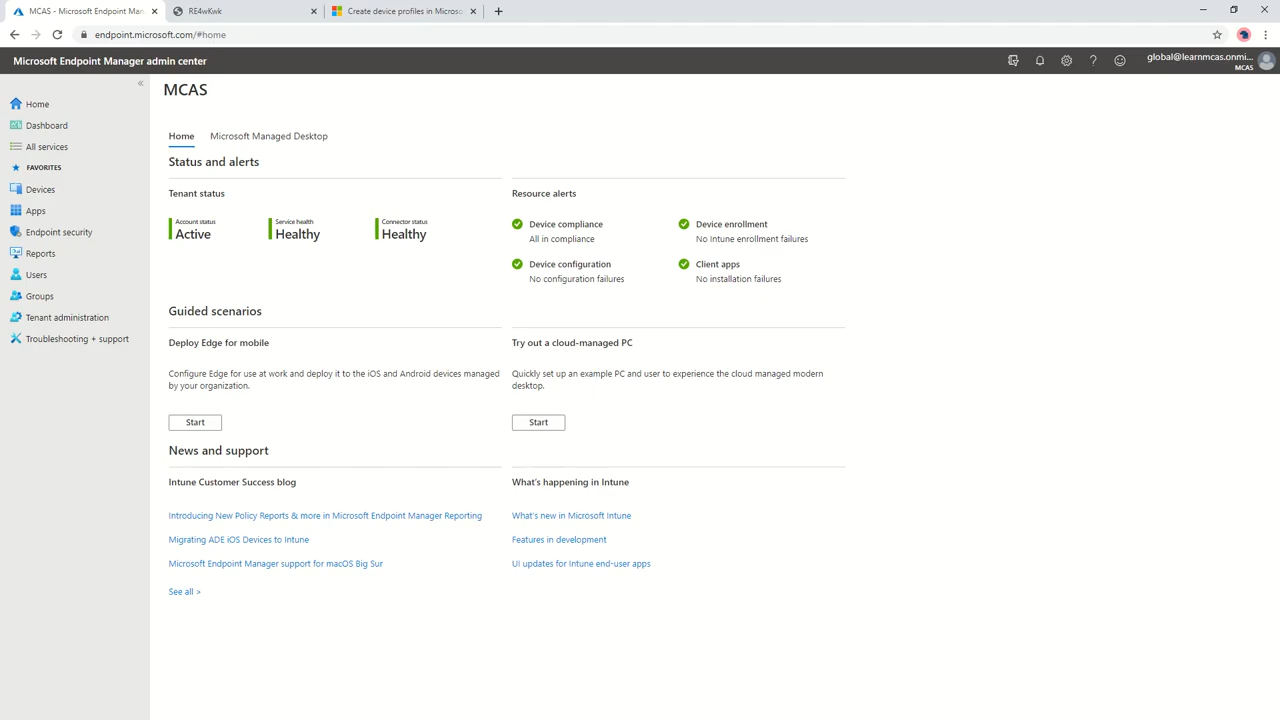 MCAS - Microsoft Endpoint Man
RE4wKwk
Create device profiles in Microso
endpoint.microsoft.com/#home
Microsoft Endpoint Manager admin center
global@learnmcas.onmi...
MCAS
Home
Dashboard
All services
FAVORITES
Devices
Apps
Endpoint security
Reports
Users
Groups
Tenant administration
Troubleshooting + support
MCAS
Home
Microsoft Managed Desktop
Status and alerts
Tenant status
Account status
Active
Service health
Healthy
Connector status
Healthy
Resource alerts
Device compliance
All in compliance
Device enrollment
No Intune enrollment failures
Device configuration
No configuration failures
Client apps
No installation failures
Guided scenarios
Deploy Edge for mobile
Configure Edge for use at work and deploy it to the iOS and Android devices managed
by your organization.
Start
Try out a cloud-managed PC
Quickly set up an example PC and user to experience the cloud managed modern
desktop.
Start
News and support
Intune Customer Success blog
Introducing New Policy Reports & more in Microsoft Endpoint Manager Reporting
Migrating ADE iOS Devices to Intune
Microsoft Endpoint Manager support for macOS Big Sur
See all >
What's happening in Intune
What's new in Microsoft Intune
Features in development
UI updates for Intune end-user apps